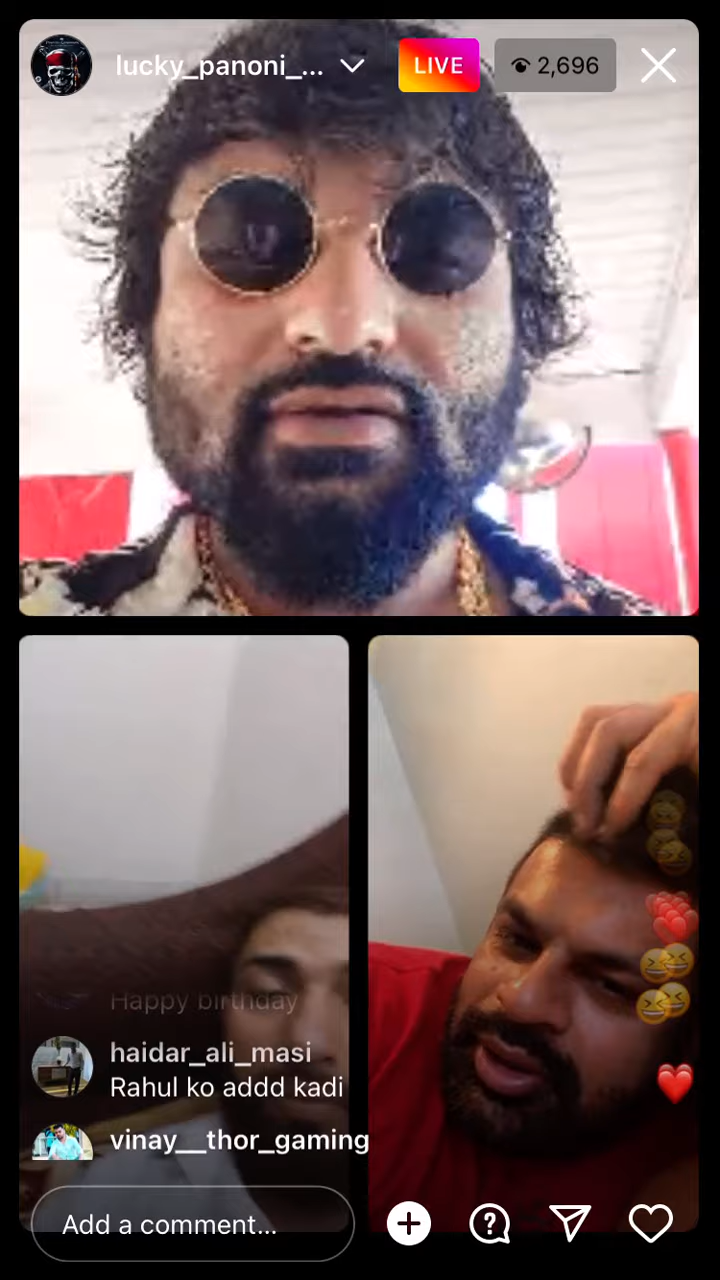 lucky_panoni_...
LIVE
2,696
Happy birthday
haidar_ali_masi
Rahul ko addd kadi
vinay__thor_gaming
Add a comment...